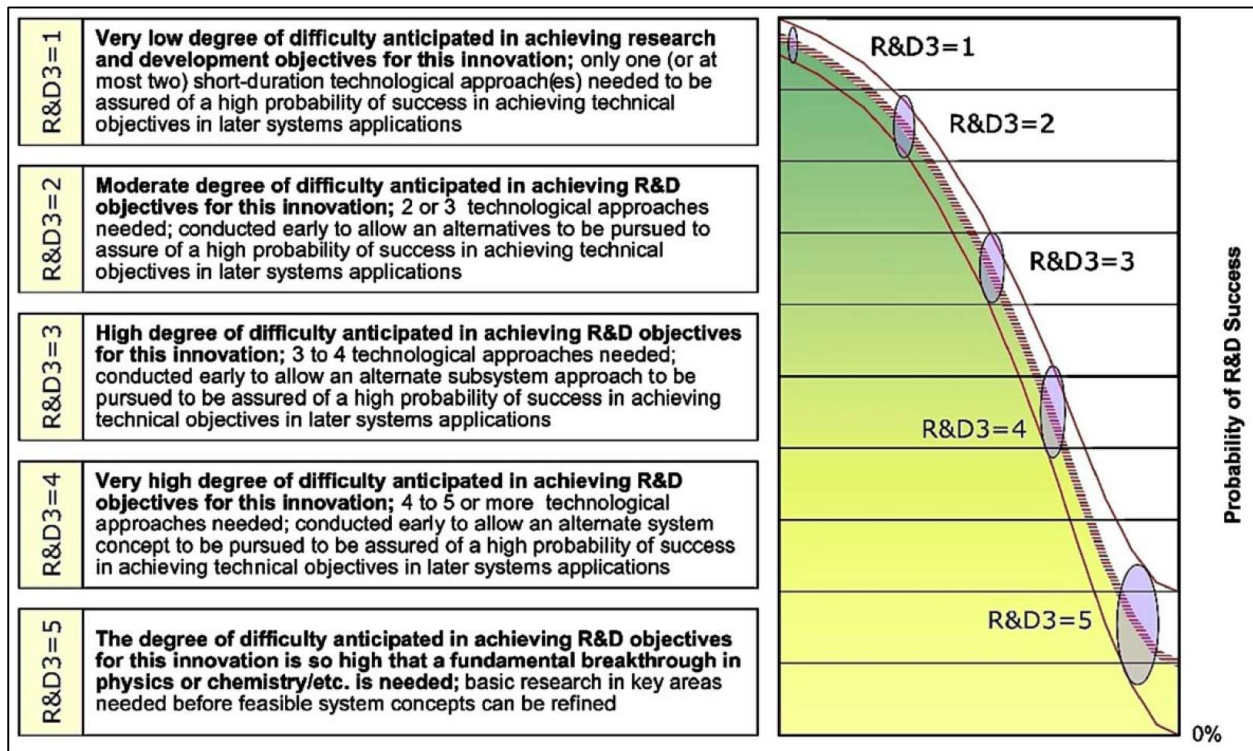 R&D3=1
Very low degree of difficulty anticipated in achieving research
and development objectives for this innovation; only one (or at
most two) short-duration technological approach(es) needed to be
assured of a high probability of success in achieving technical
objectives in later systems applications
R&D3=2
Moderate degree of difficulty anticipated in achieving R&D
objectives for this innovation; 2 or 3 technological approaches
needed; conducted early to allow an alternatives to be pursued to
assure of a high probability of success in achieving technical
objectives in later systems applications
R&D3=3
High degree of difficulty anticipated in achieving R&D objectives
for this innovation; 3 to 4 technological approaches needed;
conducted early to allow an alternate subsystem approach to be
pursued to be assured of a high probability of success in achieving
technical objectives in later systems applications
R&D3=4
Very high degree of difficulty anticipated in achieving R&D
objectives for this innovation; 4 to 5 or more technological
approaches needed; conducted early to allow an alternate system
concept to be pursued to be assured of a high probability of success
in achieving technical objectives in later systems applications
R&D3=5
The degree of difficulty anticipated in achieving R&D objectives
for this innovation is so high that a fundamental breakthrough in
physics or chemistry/etc. is needed; basic research in key areas
needed before feasible system concepts can be refined
R&D3=1
R&D3=2
R&D3=3
R&D3=4
R&D3=5
Probability of R&D Success
0%